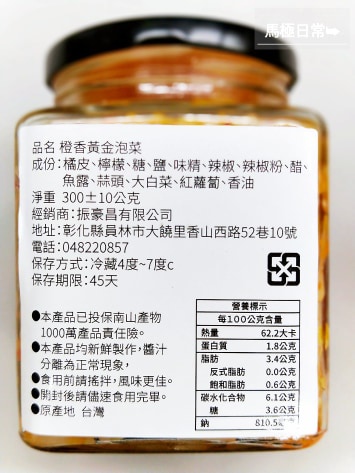 馬極日常
品名 橙香黃金泡菜
成份：橘皮、檸檬、糖、鹽、味精、辣椒、辣椒粉、醋、
魚露、蒜頭、大白菜、紅蘿蔔、香油
淨重 300±10公克
經銷商：振豪昌有限公司
地址：彰化縣員林市大饒里香山西路52巷10號
電話：048220857
保存方式：冷藏4度~7度c
保存期限：45天
●本產品已投保南山產物
1000萬產品責任險。
●本產品均新鮮製作，醬汁
分離為正常現象，
●食用前請搖拌，風味更佳。
●開封後請儘速食用完畢。
●原產地 台灣
營養標示
每100公克含量
熱量 62.2大卡
蛋白質 1.8公克
脂肪 3.4公克
反式脂肪 0.0公克
飽和脂肪 0.6公克
碳水化合物 6.1公克
糖 3.6公克
鈉 810.5毫克